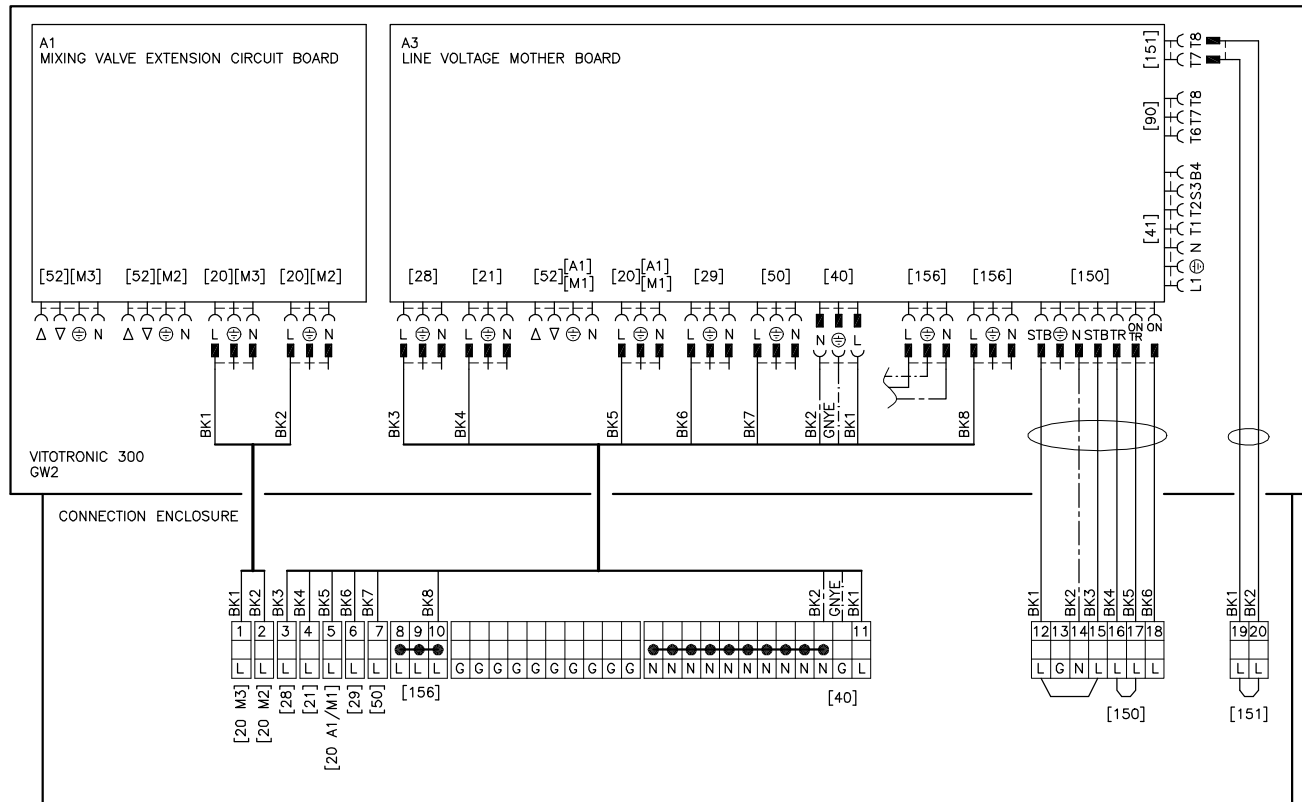 A1
MIXING VALVE EXTENSION CIRCUIT BOARD
A3
LINE VOLTAGE MOTHER BOARD
[151] T7 T8
[90] T6 T7 T8
[41] L1 ⏚ N T1 T2 S3 B4
[52][M3] [52][M2] [20][M3] [20][M2]
[28] [21] [52] [A1] [M1] [20] [A1] [M1] [29] [50] [40] [156] [156] [150]
Δ ∇ ⏚ N Δ ∇ ⏚ N L ⏚ N L ⏚ N
L ⏚ N L ⏚ N Δ ∇ ⏚ N L ⏚ N L ⏚ N L ⏚ N N ⏚ L L ⏚ N L ⏚ N STB ⏚ N STB TR ON TR ON
BK1 BK2 BK3 BK4 BK5 BK6 BK7 BK2 GNYE BK1 BK8
VITOTRONIC 300
GW2
CONNECTION ENCLOSURE
BK1 BK2 BK3 BK4 BK5 BK6 BK7 BK8 BK2 GNYE BK1 BK1 BK2 BK3 BK4 BK5 BK6 BK1 BK2
1 2 3 4 5 6 7 8 9 10 11 12 13 14 15 16 17 18 19 20
L L L L L L L L L L G G G G G G G G G G N N N N N N N N N N G L L G N L L L L L L
[20 M3] [20 M2] [28] [21] [20 A1/M1] [29] [50] [156] [40] [150] [151]